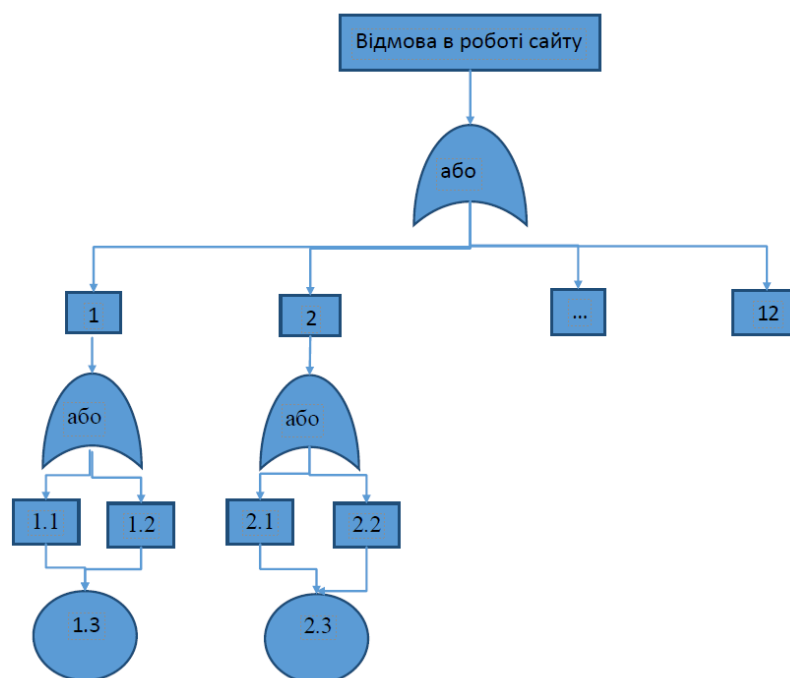 Відмова в роботі сайту
або
1
2
...
12
або
або
1.1
1.2
2.1
2.2
1.3
2.3